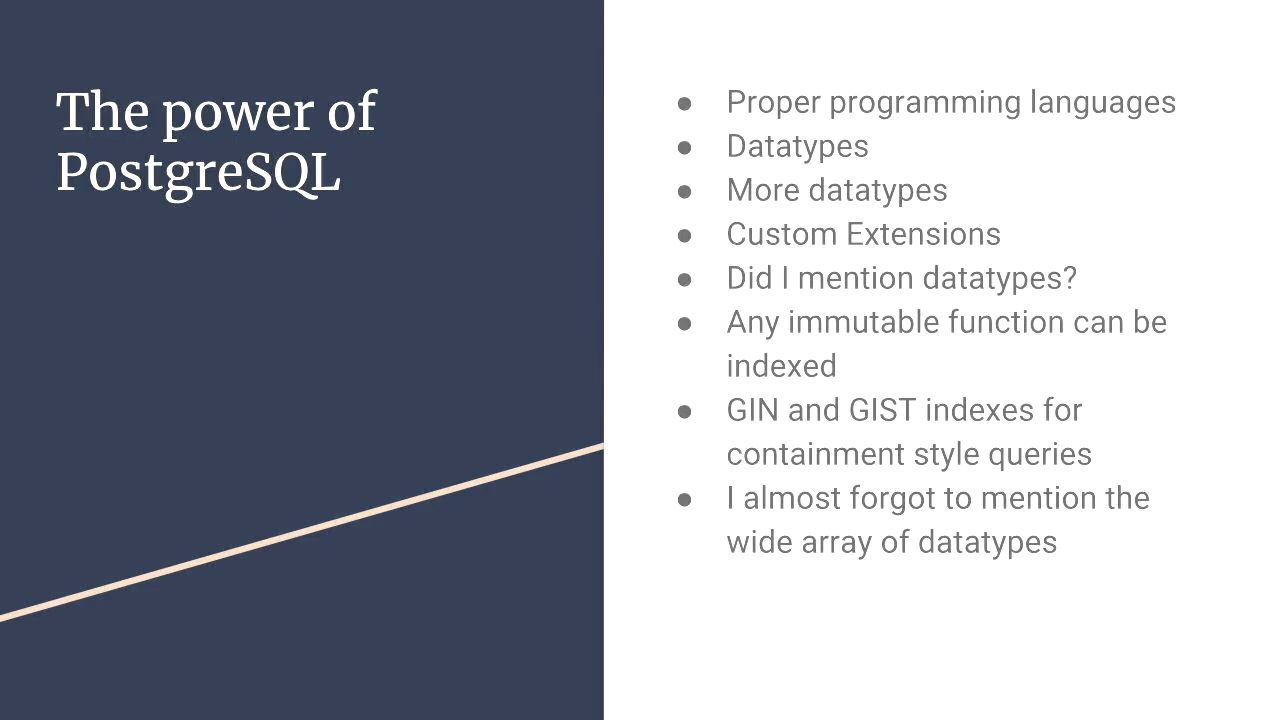 The power of
PostgreSQL
● Proper programming languages
● Datatypes
● More datatypes
● Custom Extensions
● Did I mention datatypes?
● Any immutable function can be
indexed
● GIN and GIST indexes for
containment style queries
● I almost forgot to mention the
wide array of datatypes